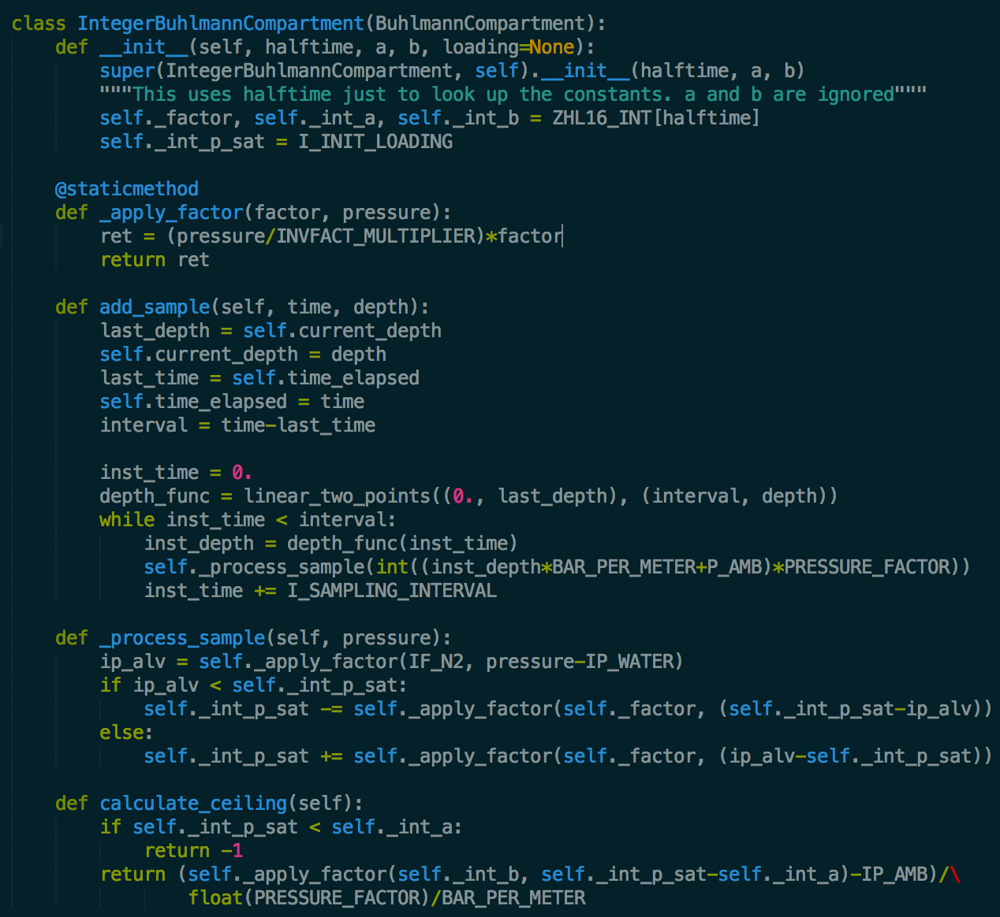 class IntegerBuhlmannCompartment(BuhlmannCompartment):
    def __init__(self, halftime, a, b, loading=None):
        super(IntegerBuhlmannCompartment, self).__init__(halftime, a, b)
        """This uses halftime just to look up the constants. a and b are ignored"""
        self._factor, self._int_a, self._int_b = ZHL16_INT[halftime]
        self._int_p_sat = I_INIT_LOADING

    @staticmethod
    def _apply_factor(factor, pressure):
        ret = (pressure/INVFACT_MULTIPLIER)*factor
        return ret

    def add_sample(self, time, depth):
        last_depth = self.current_depth
        self.current_depth = depth
        last_time = self.time_elapsed
        self.time_elapsed = time
        interval = time-last_time

        inst_time = 0.
        depth_func = linear_two_points((0., last_depth), (interval, depth))
        while inst_time < interval:
            inst_depth = depth_func(inst_time)
            self._process_sample(int((inst_depth*BAR_PER_METER+P_AMB)*PRESSURE_FACTOR))
            inst_time += I_SAMPLING_INTERVAL

    def _process_sample(self, pressure):
        ip_alv = self._apply_factor(IF_N2, pressure-IP_WATER)
        if ip_alv < self._int_p_sat:
            self._int_p_sat -= self._apply_factor(self._factor, (self._int_p_sat-ip_alv))
        else:
            self._int_p_sat += self._apply_factor(self._factor, (ip_alv-self._int_p_sat))

    def calculate_ceiling(self):
        if self._int_p_sat < self._int_a:
            return -1
        return (self._apply_factor(self._int_b, self._int_p_sat-self._int_a)-IP_AMB)/\
                float(PRESSURE_FACTOR)/BAR_PER_METER